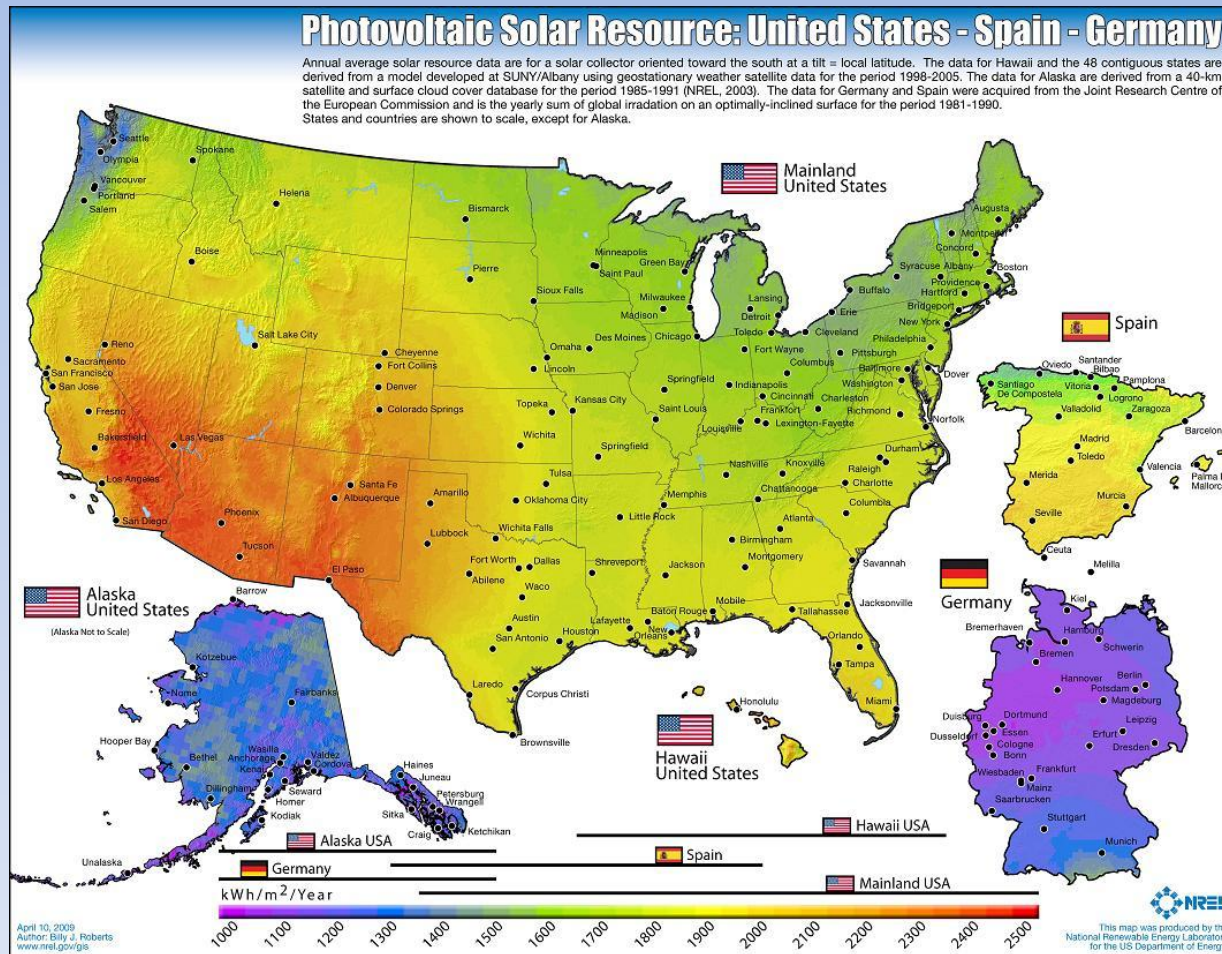 Photovoltaic Solar Resource: United States - Spain - Germany
Annual average solar resource data are for a solar collector oriented toward the south at a tilt = local latitude. The data for Hawaii and the 48 contiguous states are
derived from a model developed at SUNY/Albany using geostationary weather satellite data for the period 1998-2005. The data for Alaska are derived from a 40-km
satellite and surface cloud cover database for the period 1985-1991 (NREL, 2003). The data for Germany and Spain were acquired from the Joint Research Centre of
the European Commission and is the yearly sum of global irradation on an optimally-inclined surface for the period 1981-1990.
States and countries are shown to scale, except for Alaska.
Mainland
United States
Seattle
Olympia
Vancouver
Portland
Salem
Spokane
Helena
Boise
Bismarck
Pierre
Minneapolis
Saint Paul
Green Bay
Sioux Falls
Milwaukee
Madison
Lansing
Detroit
Toledo
Chicago
Augusta
Montpelier
Concord
Syracuse
Albany
Boston
Providence
Hartford
Bridgeport
Buffalo
Erie
New York
Cleveland
Philadelphia
Reno
Sacramento
San Francisco
San Jose
Salt Lake City
Cheyenne
Fort Collins
Denver
Colorado Springs
Omaha
Des Moines
Lincoln
Fort Wayne
Columbus
Pittsburgh
Baltimore
Washington
Dover
Fresno
Bakersfield
Las Vegas
Los Angeles
San Diego
Topeka
Kansas City
Springfield
Saint Louis
Indianapolis
Cincinnati
Frankfort
Charleston
Louisville
Lexington-Fayette
Richmond
Norfolk
Wichita
Springfield
Tulsa
Oklahoma City
Nashville
Knoxville
Durham
Raleigh
Charlotte
Chattanooga
Columbia
Memphis
Little Rock
Santa Fe
Albuquerque
Amarillo
Phoenix
Tucson
Lubbock
Wichita Falls
Atlanta
Birmingham
Montgomery
Savannah
El Paso
Fort Worth
Dallas
Abilene
Waco
Shreveport
Jackson
Mobile
Baton Rouge
Tallahassee
Jacksonville
Austin
San Antonio
Houston
Lafayette
New
Orleans
Orlando
Tampa
Laredo
Corpus Christi
Brownsville
Miami
Spain
Oviedo
Santander
Bilbao
Santiago
De Compostela
Vitoria
Pamplona
Logrono
Valladolid
Zaragoza
Barcelon
Madrid
Toledo
Valencia
Palma
Mallorc
Merida
Murcia
Seville
Ceuta
Melilla
Germany
Kiel
Bremerhaven
Hamburg
Schwerin
Bremen
Hannover
Berlin
Potsdam
Magdeburg
Duisburg
Dortmund
Essen
Dusseldorf
Cologne
Bonn
Leipzig
Erfurt
Dresden
Wiesbaden
Frankfurt
Mainz
Saarbrucken
Stuttgart
Munich
Alaska
United States
(Alaska Not to Scale)
Barrow
Kotzebue
Nome
Fairbanks
Hooper Bay
Bethel
Wasilla
Anchorage
Kenai
Valdez
Cordova
Dillingham
Seward
Homer
Kodiak
Haines
Juneau
Petersburg
Wrangell
Sitka
Craig
Ketchikan
Unalaska
Honolulu
Hawaii
United States
Alaska USA
Hawaii USA
Germany
Spain
Mainland USA
kWh/m²/Year
1000 1100 1200 1300 1400 1500 1600 1700 1800 1900 2000 2100 2200 2300 2400 2500
April 10, 2009
Author: Billy J. Roberts
www.nrel.gov/gis
NREL
This map was produced by th
National Renewable Energy Laborator
for the US Department of Energy